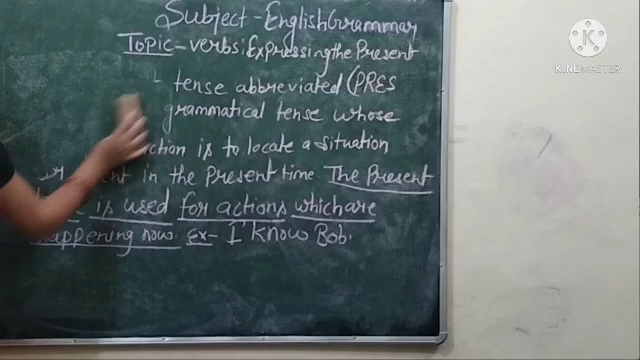 Subject - English Grammar
Topic - verbs: Expressing the Present
- tense abbreviated (PRES
grammatical tense whose
is to locate a situation
in the Present time The Present
is used for actions which are
happening now. Ex- I Know Bob.
KINEMASTER